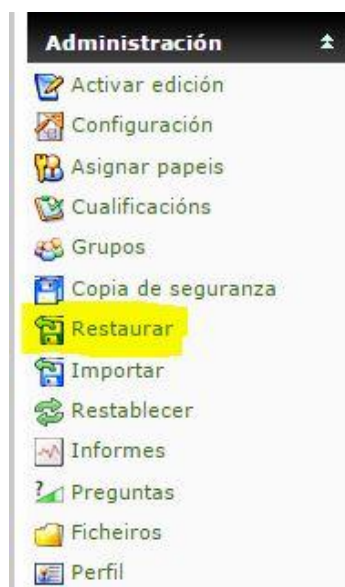 Administración
Activar edición
Configuración
Asignar papeis
Cualificacións
Grupos
Copia de seguranza
Restaurar
Importar
Restablecer
Informes
Preguntas
Ficheiros
Perfil